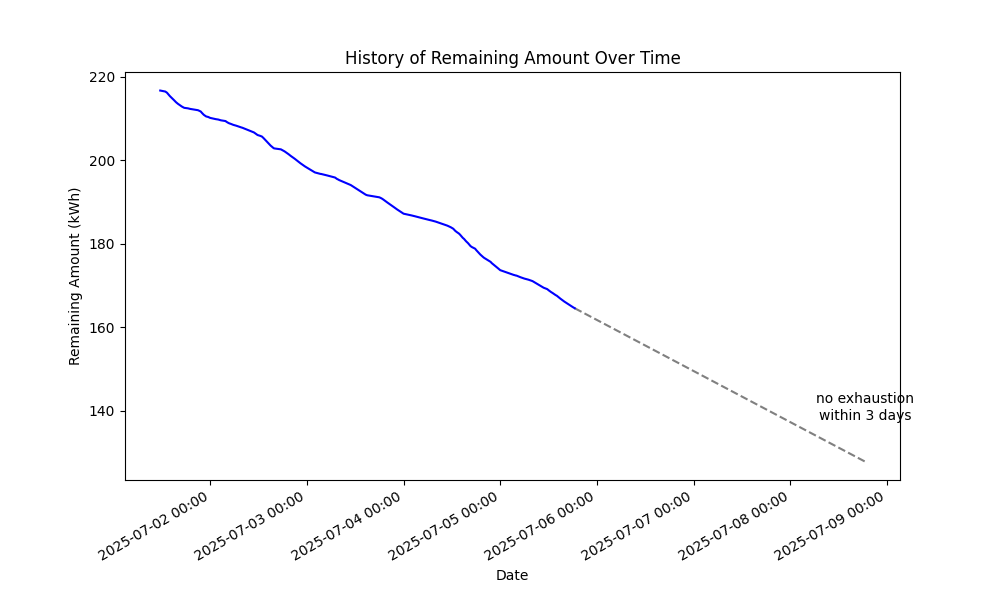 History of Remaining Amount Over Time
Remaining Amount (kWh)
220
200
180
160
140
no exhaustion
within 3 days
2025-07-02 00:00
2025-07-03 00:00
2025-07-04 00:00
2025-07-05 00:00
2025-07-06 00:00
2025-07-07 00:00
2025-07-08 00:00
2025-07-09 00:00
Date